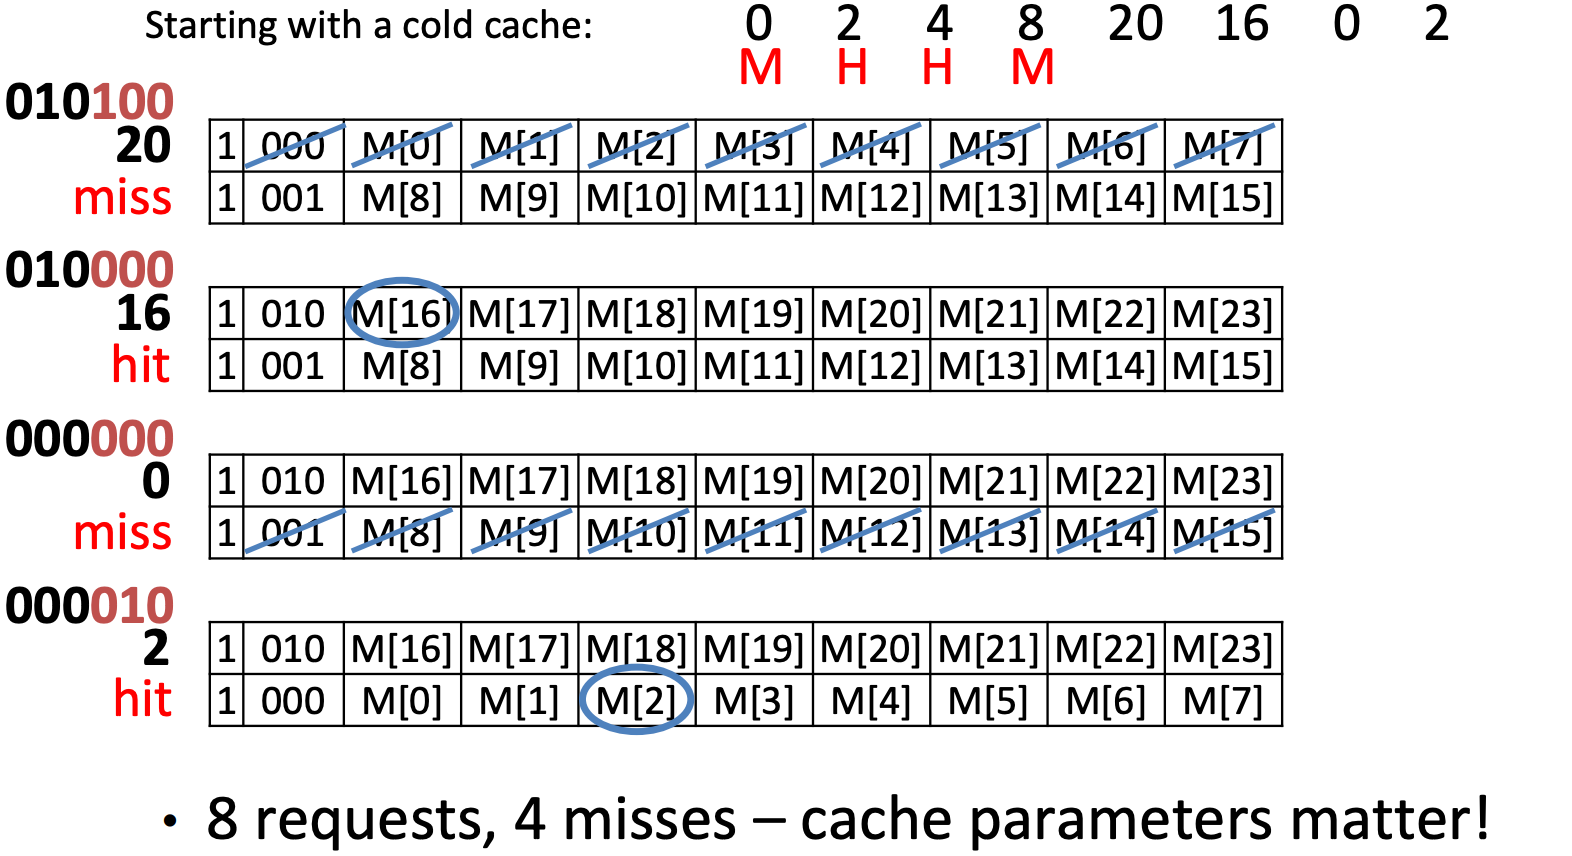 Starting with a cold cache: 0 2 4 8 20 16 0 2
M H H M
010100
20 1 000 M[0] M[1] M[2] M[3] M[4] M[5] M[6] M[7]
miss 1 001 M[8] M[9] M[10] M[11] M[12] M[13] M[14] M[15]
010000
16 1 010 M[16] M[17] M[18] M[19] M[20] M[21] M[22] M[23]
hit 1 001 M[8] M[9] M[10] M[11] M[12] M[13] M[14] M[15]
000000
0 1 010 M[16] M[17] M[18] M[19] M[20] M[21] M[22] M[23]
miss 1 001 M[8] M[9] M[10] M[11] M[12] M[13] M[14] M[15]
000010
2 1 010 M[16] M[17] M[18] M[19] M[20] M[21] M[22] M[23]
hit 1 000 M[0] M[1] M[2] M[3] M[4] M[5] M[6] M[7]
• 8 requests, 4 misses – cache parameters matter!